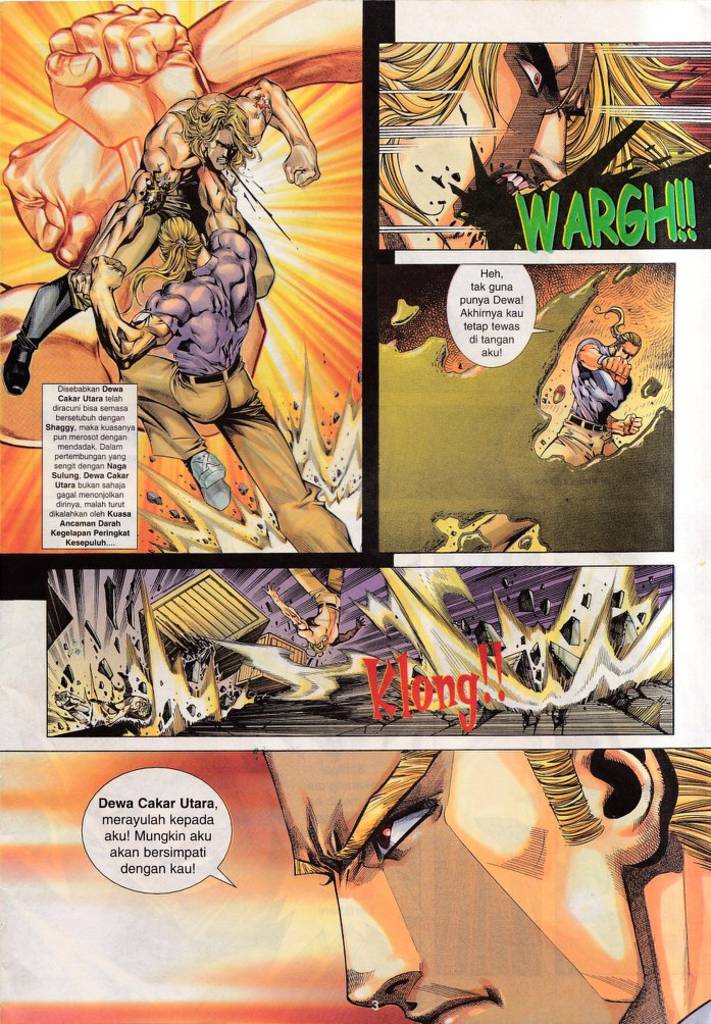 Disebabkan Dewa
Cakar Utara telah
diracuni bisa semasa
bersetubuh dengan
Shaggy, maka kuasanya
pun merosot dengan
mendadak. Dalam
pertembungan yang
sengit dengan Naga
Sulung, Dewa Cakar
Utara bukan sahaja
gagal menonjolkan
dirinya, malah turut
dikalahkan oleh Kuasa
Ancaman Darah
Kegelapan Peringkat
Kesepuluh....
WARGH!!
Heh,
tak guna
punya Dewa!
Akhirnya kau
tetap tewas
di tangan
aku!
Klong!!
Dewa Cakar Utara,
merayulah kepada
aku! Mungkin aku
akan bersimpati
dengan kau!
3